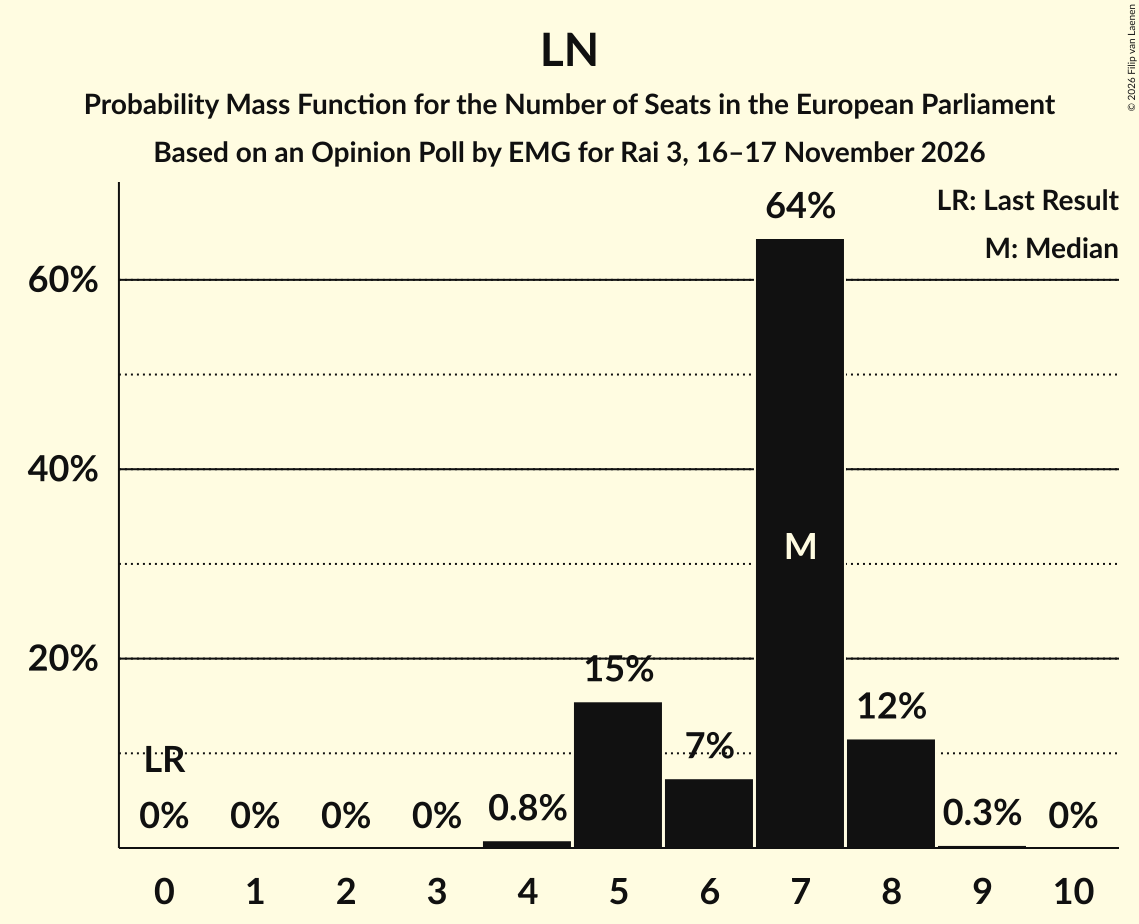 LN
Probability Mass Function for the Number of Seats in the European Parliament
Based on an Opinion Poll by EMG for Rai 3, 16–17 November 2026
© 2026 Filip van Laenen
LR: Last Result
M: Median
64%
60%
40%
M
20%
15%
12%
7%
LR
0% 0% 0% 0% 0.8% 0.3% 0%
0 1 2 3 4 5 6 7 8 9 10